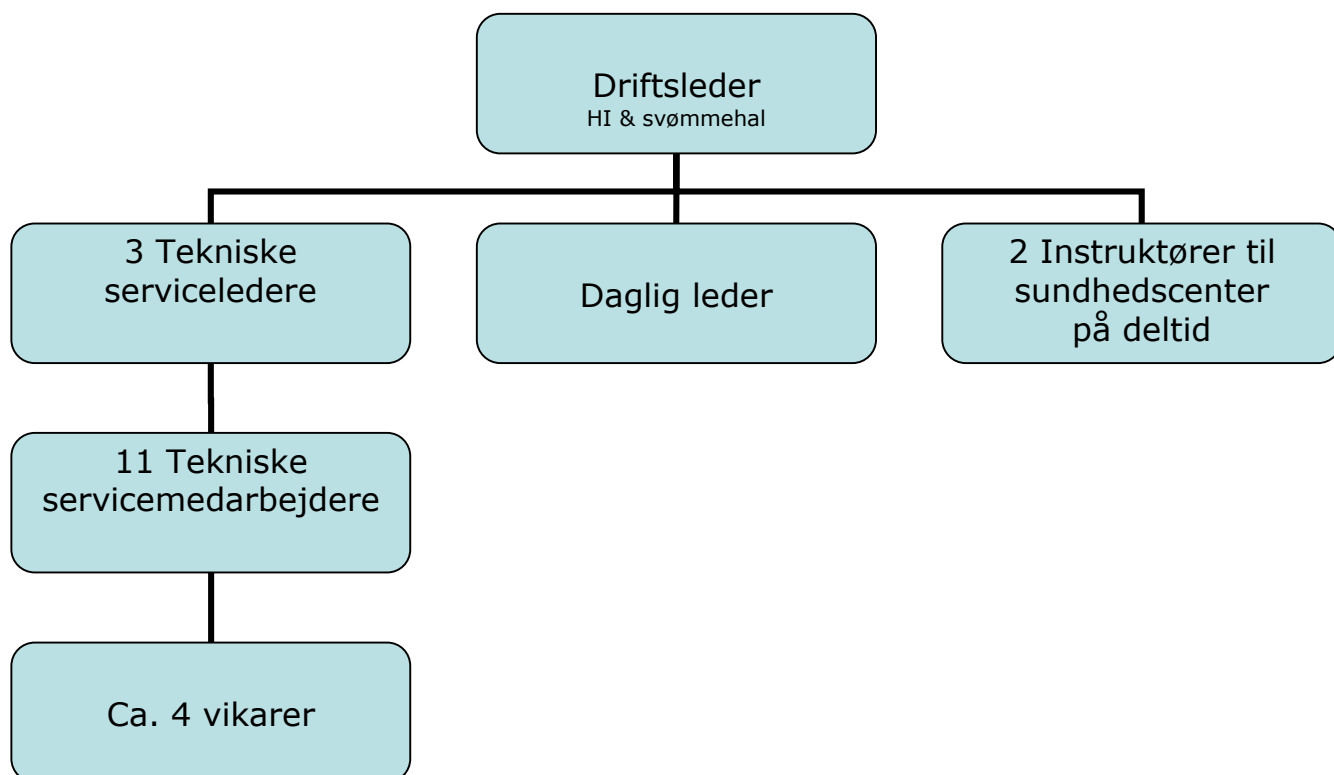 Driftsleder
HI & svømmehal
3 Tekniske
serviceledere
Daglig leder
2 Instruktører til
sundhedscenter
på deltid
11 Tekniske
servicemedarbejdere
Ca. 4 vikarer